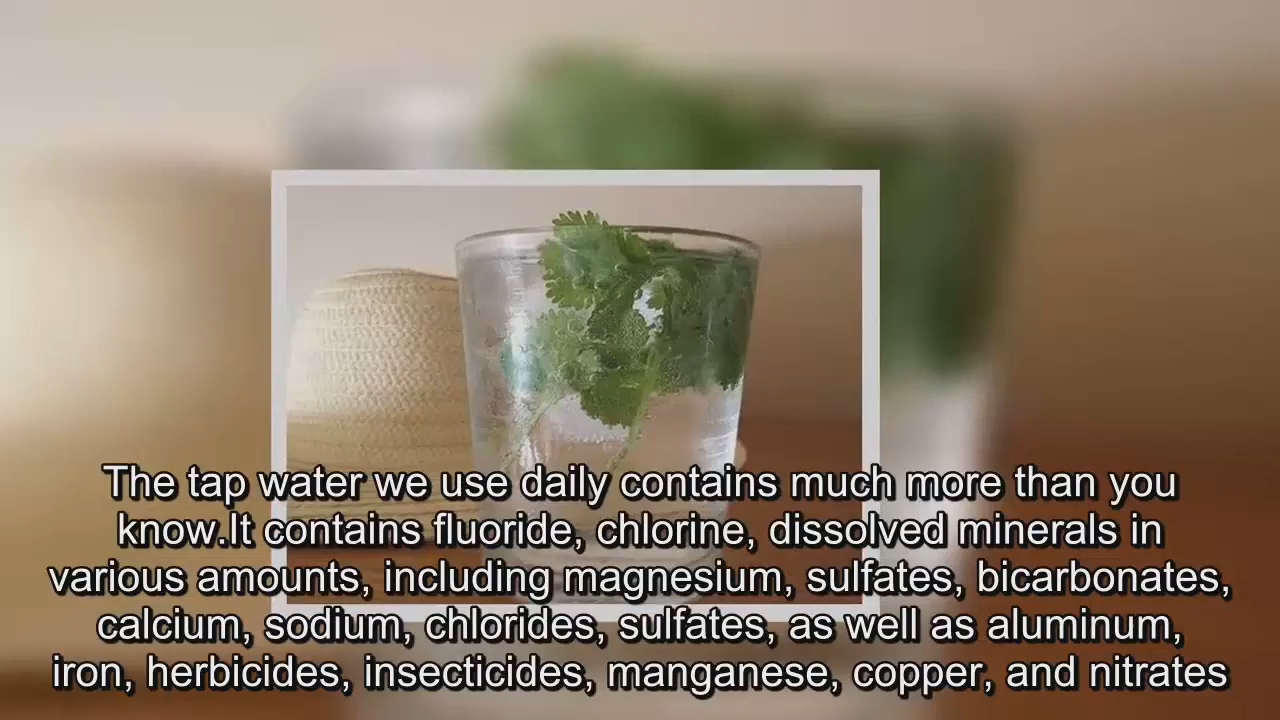 The tap water we use daily contains much more than you
know.It contains fluoride, chlorine, dissolved minerals in
various amounts, including magnesium, sulfates, bicarbonates,
calcium, sodium, chlorides, sulfates, as well as aluminum,
iron, herbicides, insecticides, manganese, copper, and nitrates